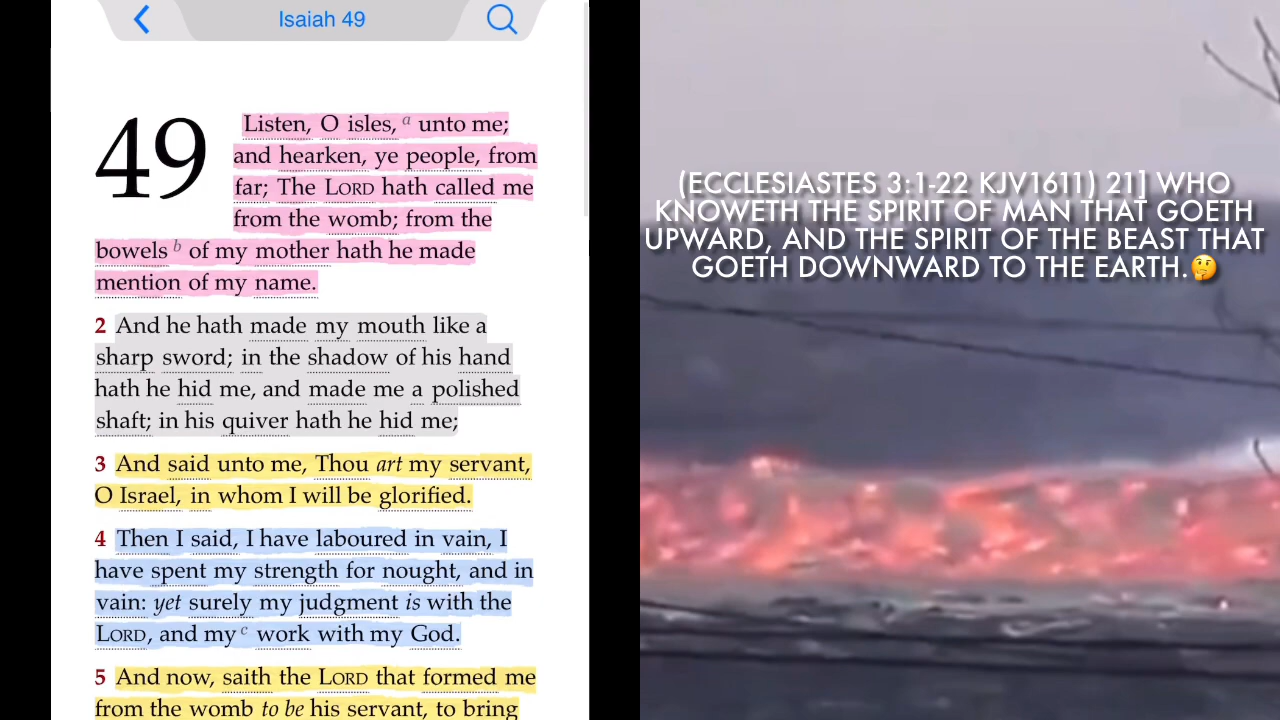 Isaiah 49
49
Listen, O isles, a unto me;
and hearken, ye people, from
far; The LORD hath called me
from the womb; from the
bowels b of my mother hath he made
mention of my name.
2 And he hath made my mouth like a
sharp sword; in the shadow of his hand
hath he hid me, and made me a polished
shaft; in his quiver hath he hid me;
3 And said unto me, Thou art my servant,
O Israel, in whom I will be glorified.
4 Then I said, I have laboured in vain, I
have spent my strength for nought, and in
vain: yet surely my judgment is with the
LORD, and my c work with my God.
5 And now, saith the LORD that formed me
from the womb to be his servant, to bring
(ECCLESIASTES 3:1-22 KJV1611) 21] WHO
KNOWETH THE SPIRIT OF MAN THAT GOETH
UPWARD, AND THE SPIRIT OF THE BEAST THAT
GOETH DOWNWARD TO THE EARTH.🤔